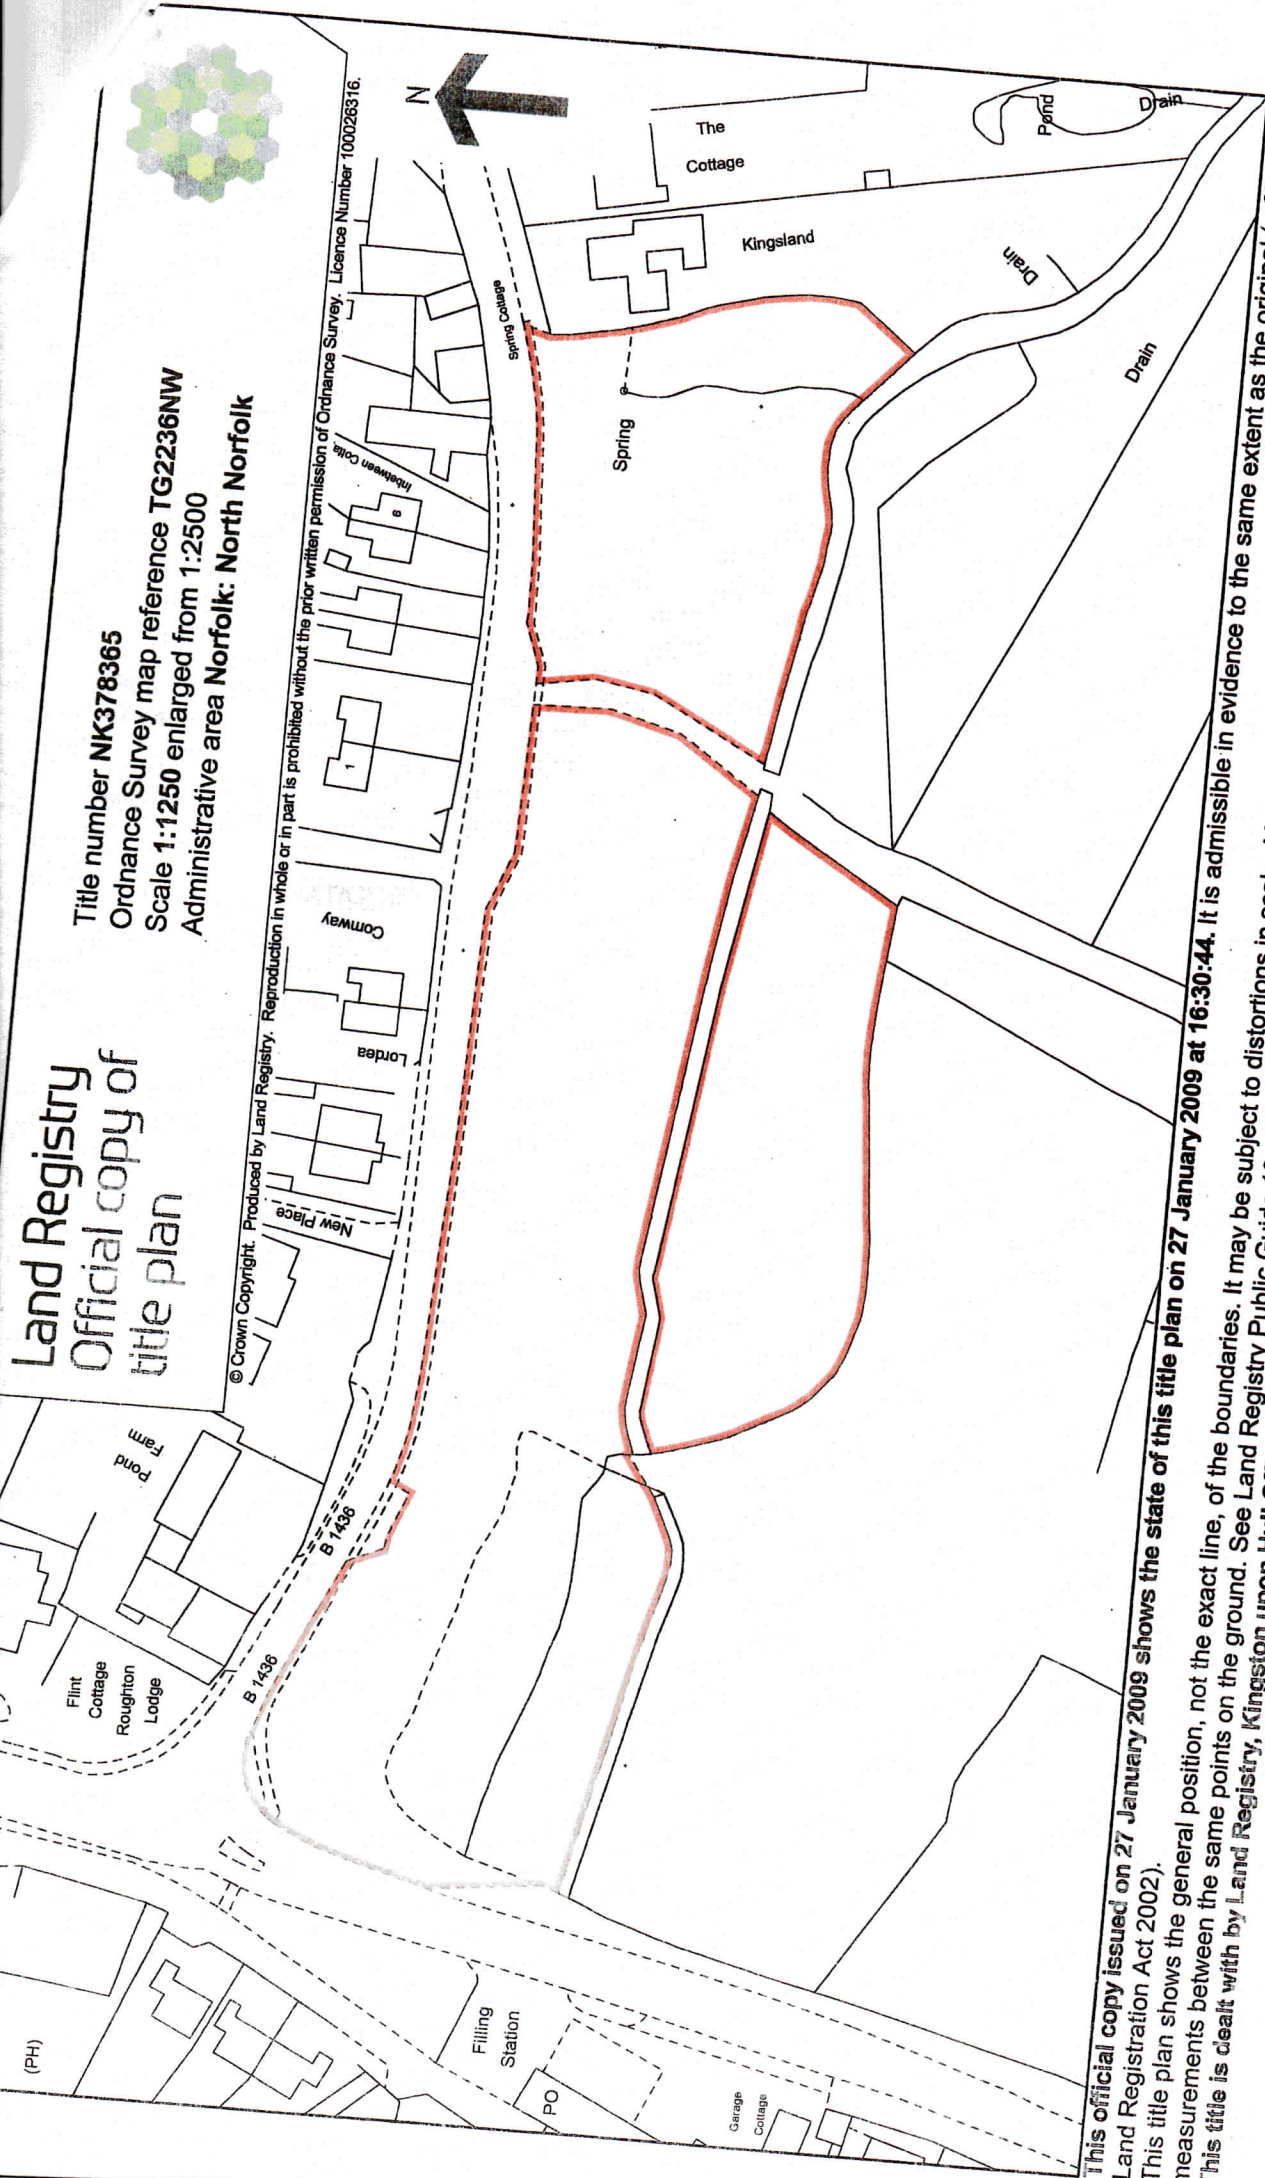 Land Registry
Official copy of
title plan
Title number NK378365
Ordnance Survey map reference TG2236NW
Scale 1:1250 enlarged from 1:2500
Administrative area Norfolk: North Norfolk
© Crown Copyright. Produced by Land Registry. Reproduction in whole or in part is prohibited without the prior written permission of Ordnance Survey. Licence Number 100026316.
N
(PH)
Flint
Cottage
Roughton
Lodge
Pond
Farm
B 1436
B 1436
New Place
Lordea
Comway
1
6
Inbetween Cotta
Spring Cottage
The
Cottage
Kingsland
Pond
Drain
Drain
Drain
Spring
Filling
Station
PO
Garage
Cottage
This official copy issued on 27 January 2009 shows the state of this title plan on 27 January 2009 at 16:30:44. It is admissible in evidence to the same extent as the original
Land Registration Act 2002).
This title plan shows the general position, not the exact line, of the boundaries. It may be subject to distortions in
measurements between the same points on the ground. See Land Registry Public Guide
This title is dealt with by Land Registry, Kingston upon Hull